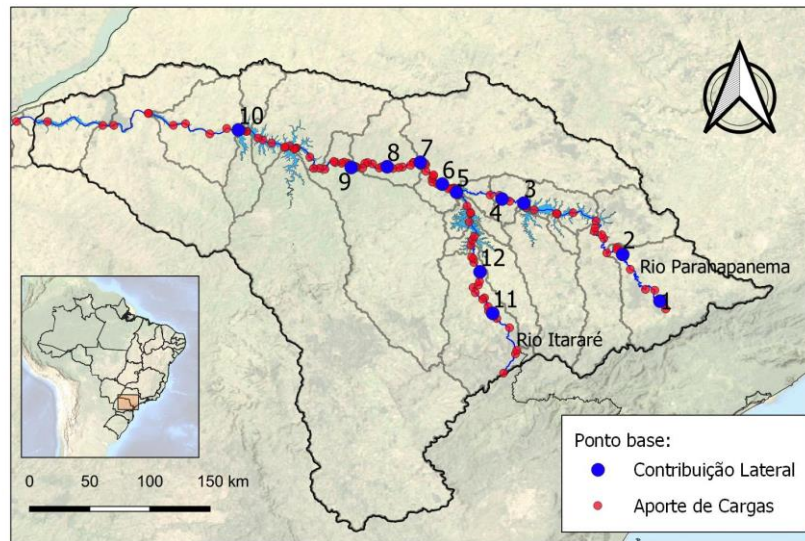 10
7
8
9
6
5
4
3
2
Rio Paranapanema
1
12
11
Rio Itararé
0 50 100 150 km
Ponto base:
Contribuição Lateral
Aporte de Cargas